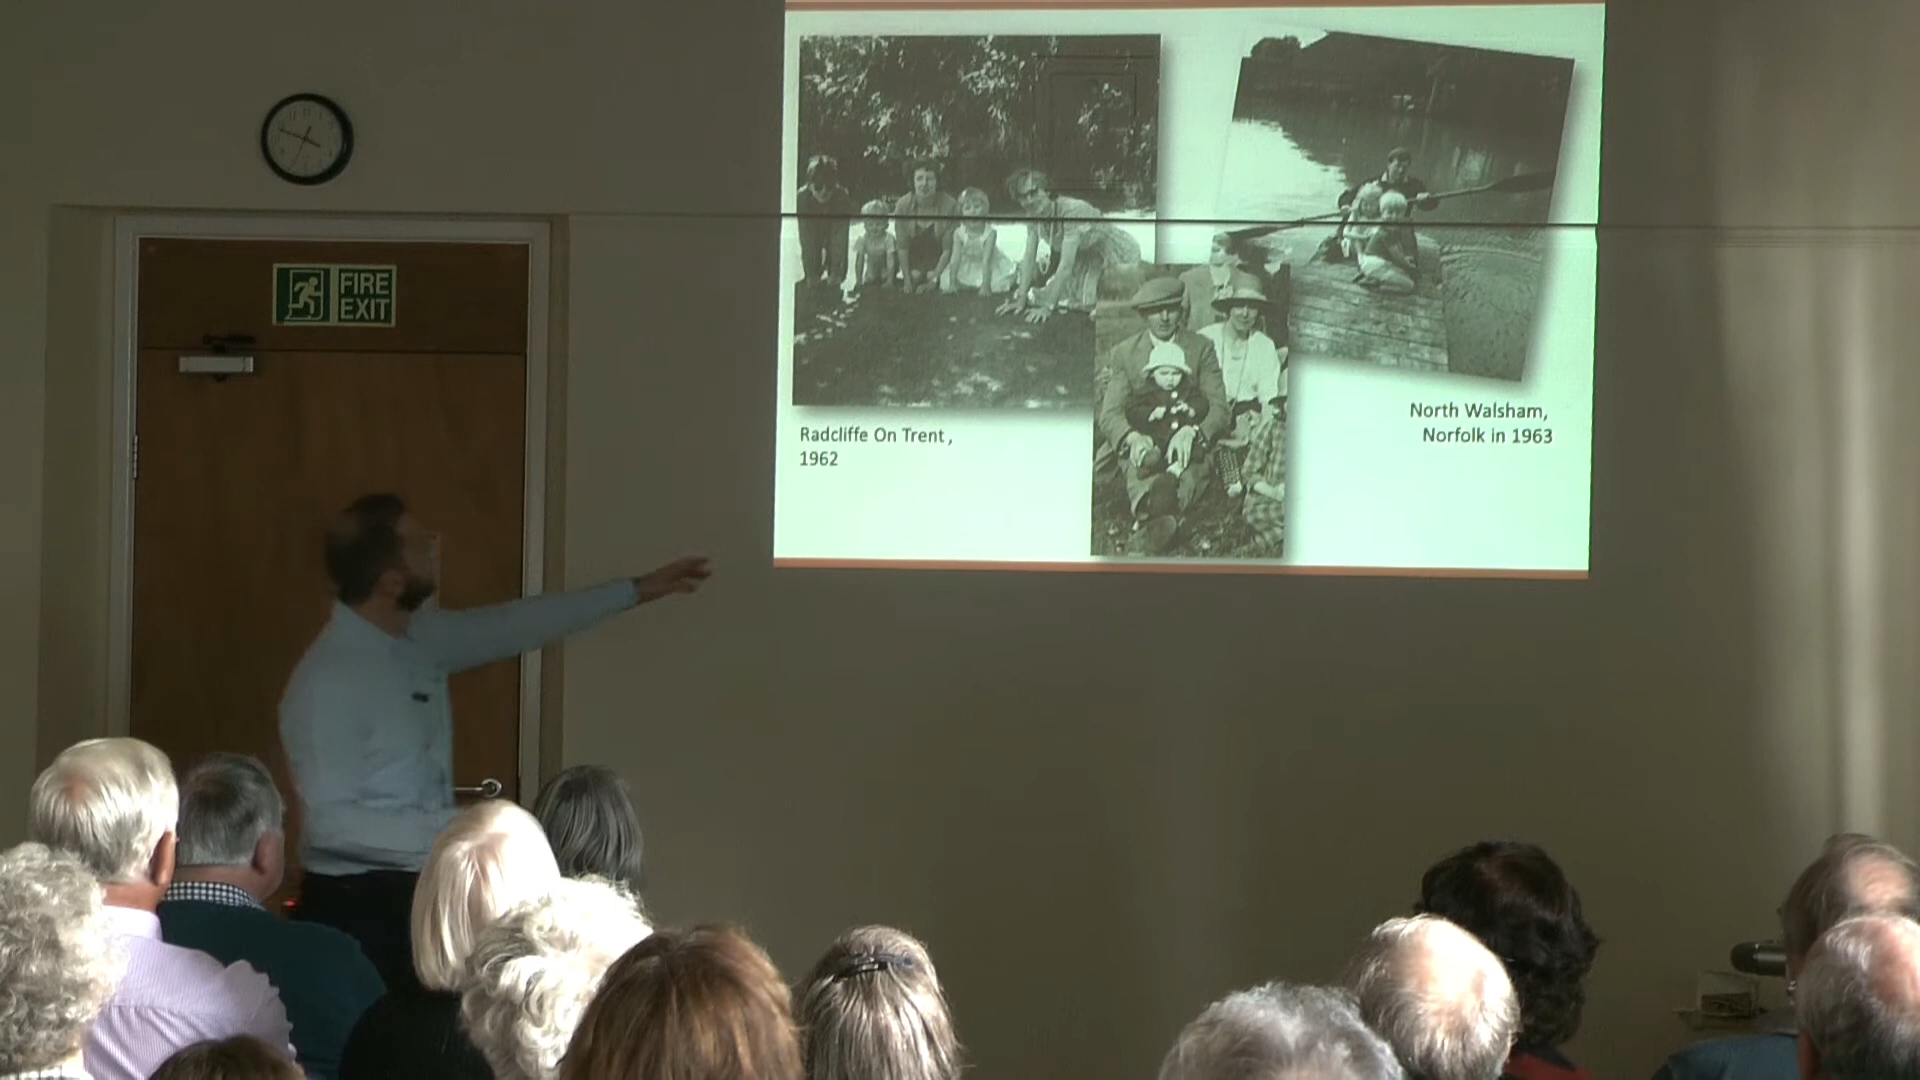 FIRE
EXIT
Radcliffe On Trent ,
1962
North Walsham,
Norfolk in 1963